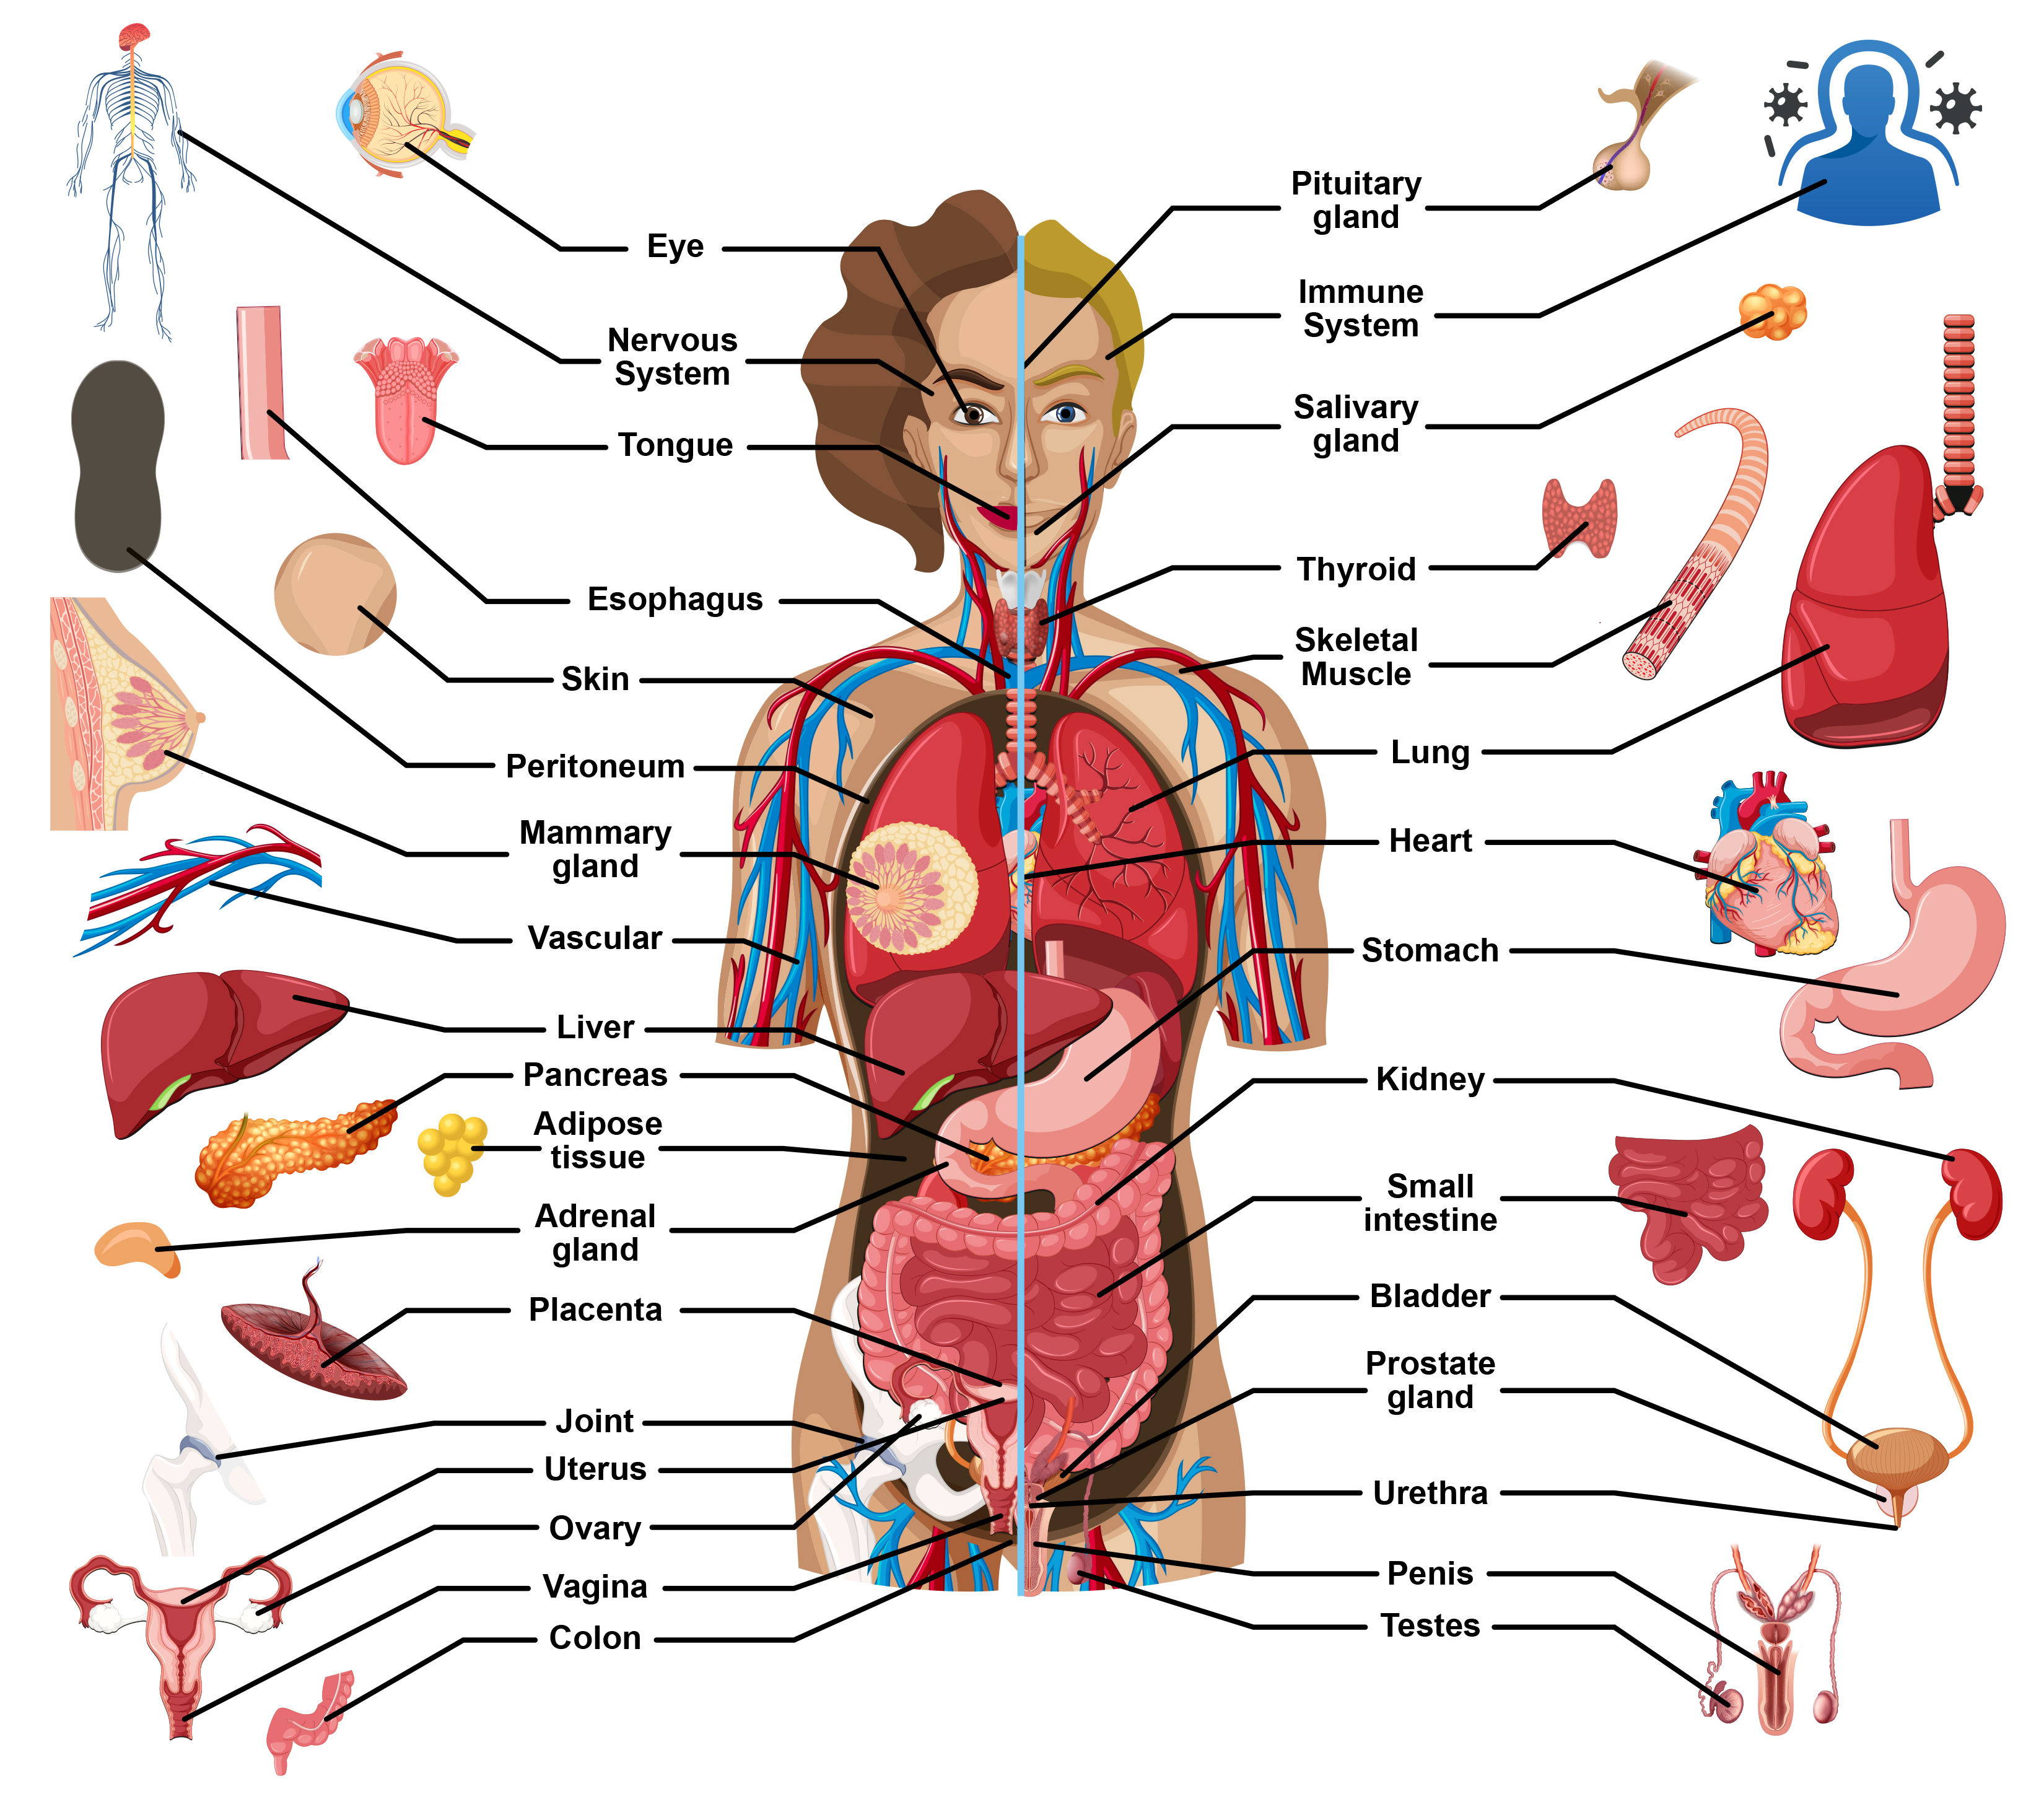 Eye
Nervous
System
Tongue
Esophagus
Skin
Peritoneum
Mammary
gland
Vascular
Liver
Pancreas
Adipose
tissue
Adrenal
gland
Placenta
Joint
Uterus
Ovary
Vagina
Colon
Pituitary
gland
Immune
System
Salivary
gland
Thyroid
Skeletal
Muscle
Lung
Heart
Stomach
Kidney
Small
intestine
Bladder
Prostate
gland
Urethra
Penis
Testes